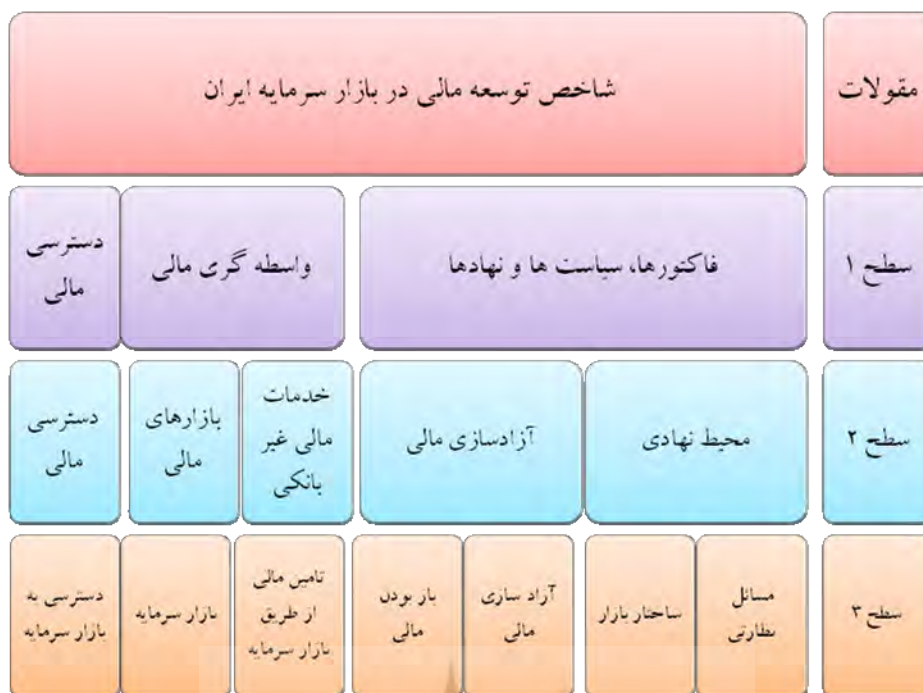 مقولات
شاخص توسعه مالی در بازار سرمایه ایران
سطح ۱
فاکتورها، سیاست ها و نهادها
واسطه گری مالی
دسترسی
مالی
سطح ۲
محیط نهادی
آزادسازی مالی
خدمات
مالی غیر
بانکی
بازارهای
مالی
دسترسی
مالی
سطح ۳
مسائل
نظارتی
ساختار بازار
آزاد سازی
مالی
باز بودن
مالی
تامین مالی
از طریق
بازار سرمایه
بازار سرمایه
دسترسی به
بازار سرمایه